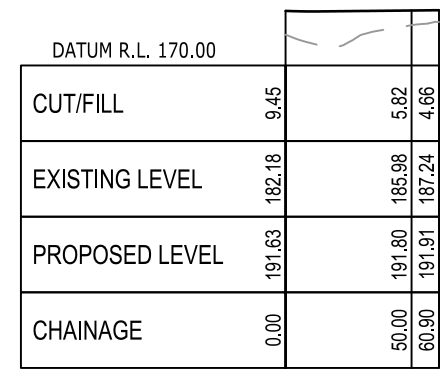 DATUM R.L. 170.00
CUT/FILL 9.45 5.82 4.66
EXISTING LEVEL 182.18 185.98 187.24
PROPOSED LEVEL 191.63 191.80 191.91
CHAINAGE 0.00 50.00 60.90